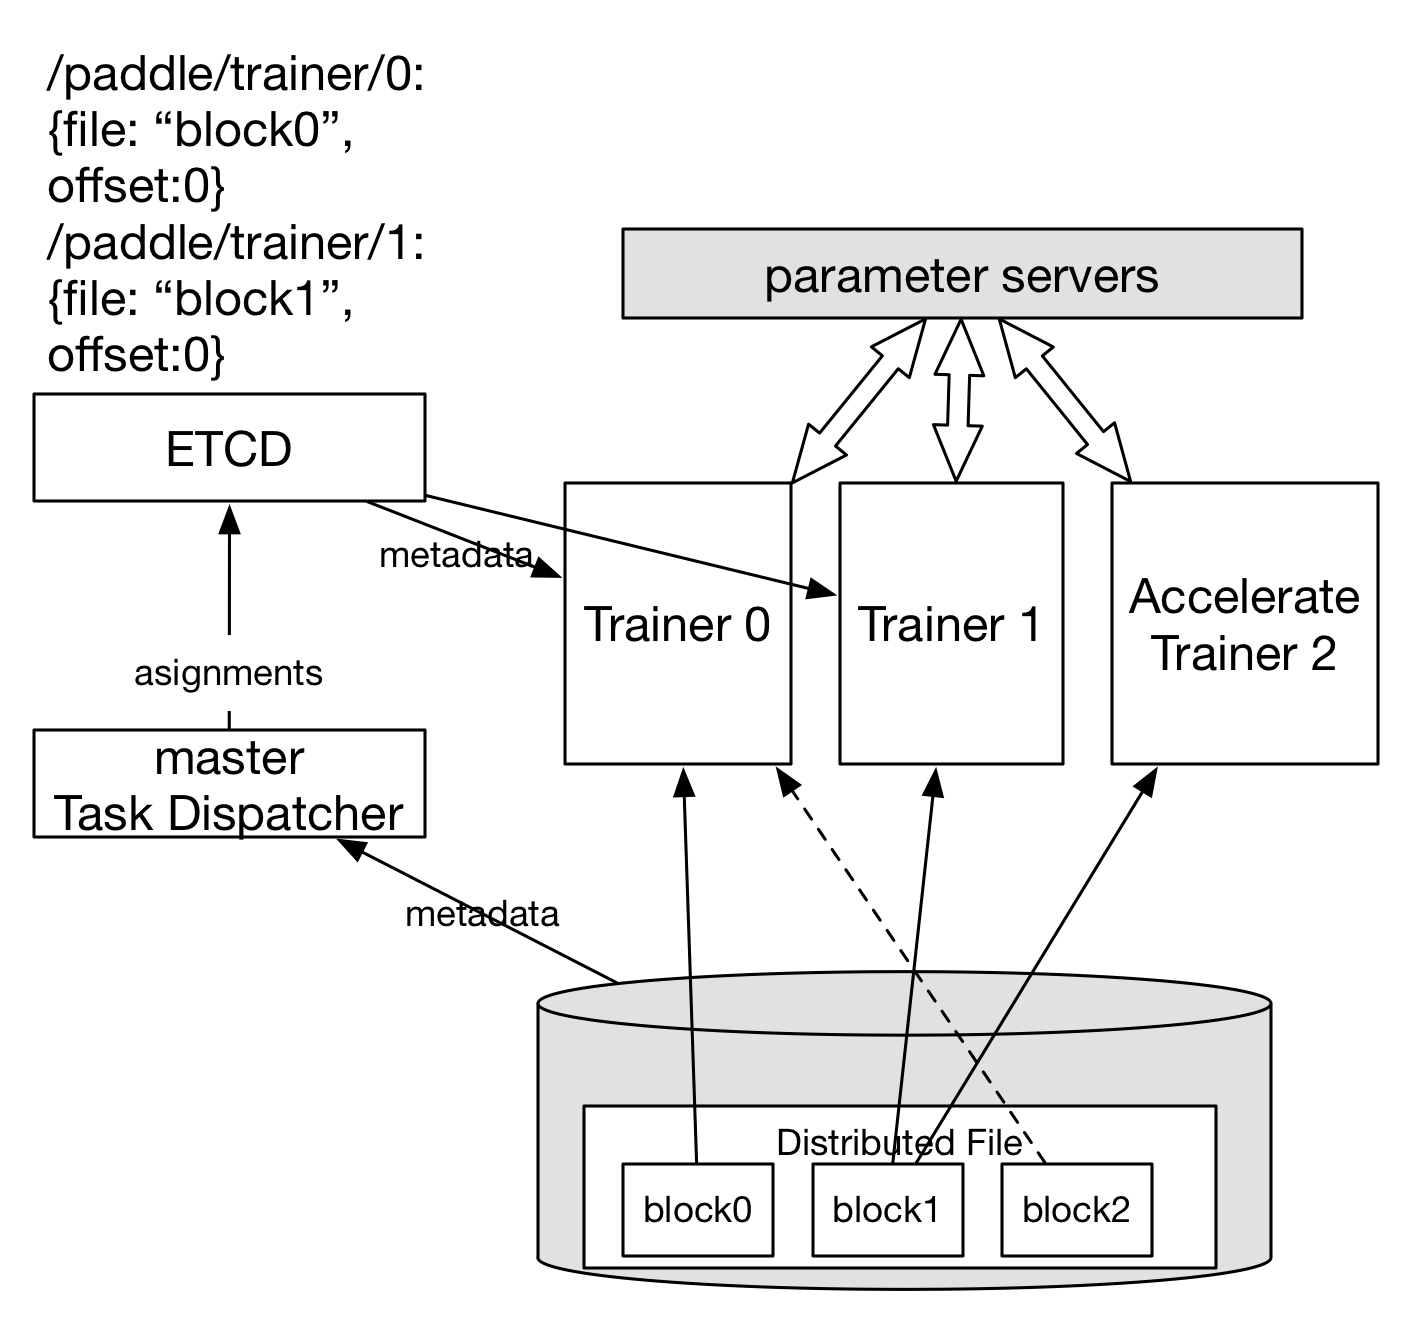 /paddle/trainer/0:
{file: “block0”,
offset:0}
/paddle/trainer/1:
{file: “block1”,
offset:0}
parameter servers
ETCD
metadata
Trainer 0
Trainer 1
Accelerate
Trainer 2
asignments
master
Task Dispatcher
metadata
Distributed File
block0
block1
block2